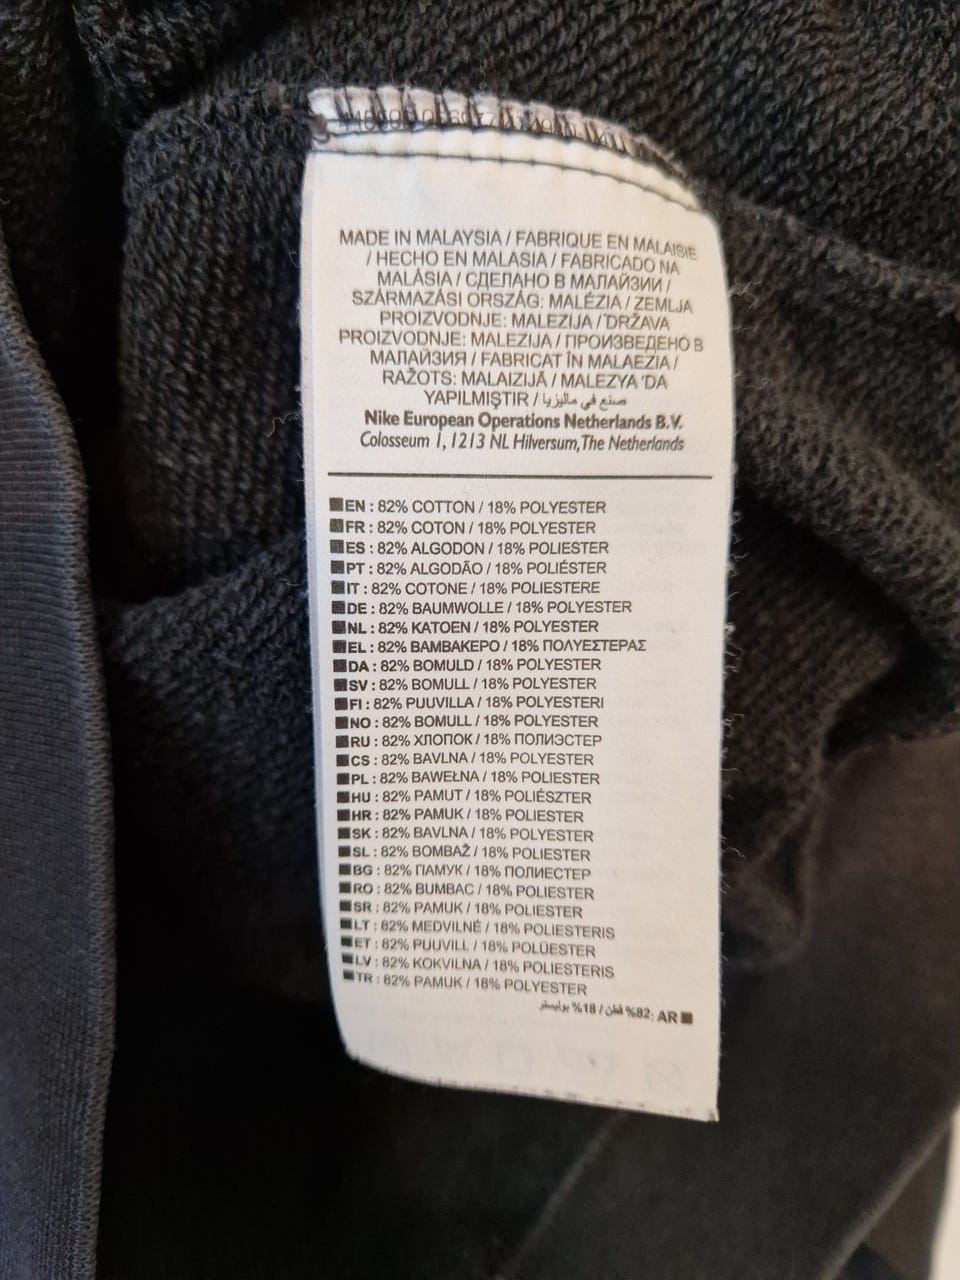 MADE IN MALAYSIA / FABRIQUE EN MALAISIE
/ HECHO EN MALASIA / FABRICADO NA
MALÁSIA / СДЕЛАНО В МАЛАЙЗИИ /
SZÁRMAZÁSI ORSZÁG: MALÉZIA / ZEMLJA
PROIZVODNJE: MALEZIJA / DRŽAVA
PROIZVODNJE: MALEZIJA / ПРОИЗВЕДЕНО В
МАЛАЙЗИЯ / FABRICAT ÎN MALAEZIA /
RAŽOTS: MALAIZIJĀ / MALEZYA 'DA
YAPILMIŞTIR / صنع في ماليزيا
Nike European Operations Netherlands B.V.
Colosseum 1, 1213 NL Hilversum, The Netherlands
EN : 82% COTTON / 18% POLYESTER
FR : 82% COTON / 18% POLYESTER
ES : 82% ALGODON / 18% POLIESTER
PT : 82% ALGODÃO / 18% POLIÉSTER
IT : 82% COTONE / 18% POLIESTERE
DE : 82% BAUMWOLLE / 18% POLYESTER
NL : 82% KATOEN / 18% POLYESTER
EL : 82% ΒΑΜΒΑΚΕΡΟ / 18% ΠΟΛΥΕΣΤΕΡΑΣ
DA : 82% BOMULD / 18% POLYESTER
SV : 82% BOMULL / 18% POLYESTER
FI : 82% PUUVILLA / 18% POLYESTERI
NO : 82% BOMULL / 18% POLYESTER
RU : 82% ХЛОПОК / 18% ПОЛИЭСТЕР
CS : 82% BAVLNA / 18% POLYESTER
PL : 82% BAWEŁNA / 18% POLIESTER
HU : 82% PAMUT / 18% POLIÉSZTER
HR : 82% PAMUK / 18% POLIESTER
SK : 82% BAVLNA / 18% POLYESTER
SL : 82% BOMBAŽ / 18% POLIESTER
BG : 82% ПАМУК / 18% ПОЛИЕСТЕР
RO : 82% BUMBAC / 18% POLIESTER
SR : 82% PAMUK / 18% POLIESTER
LT : 82% MEDVILNĖ / 18% POLIESTERIS
ET : 82% PUUVILL / 18% POLÜESTER
LV : 82% KOKVILNA / 18% POLIESTERIS
TR : 82% PAMUK / 18% POLYESTER
AR :82% قطن / 18% بوليستر